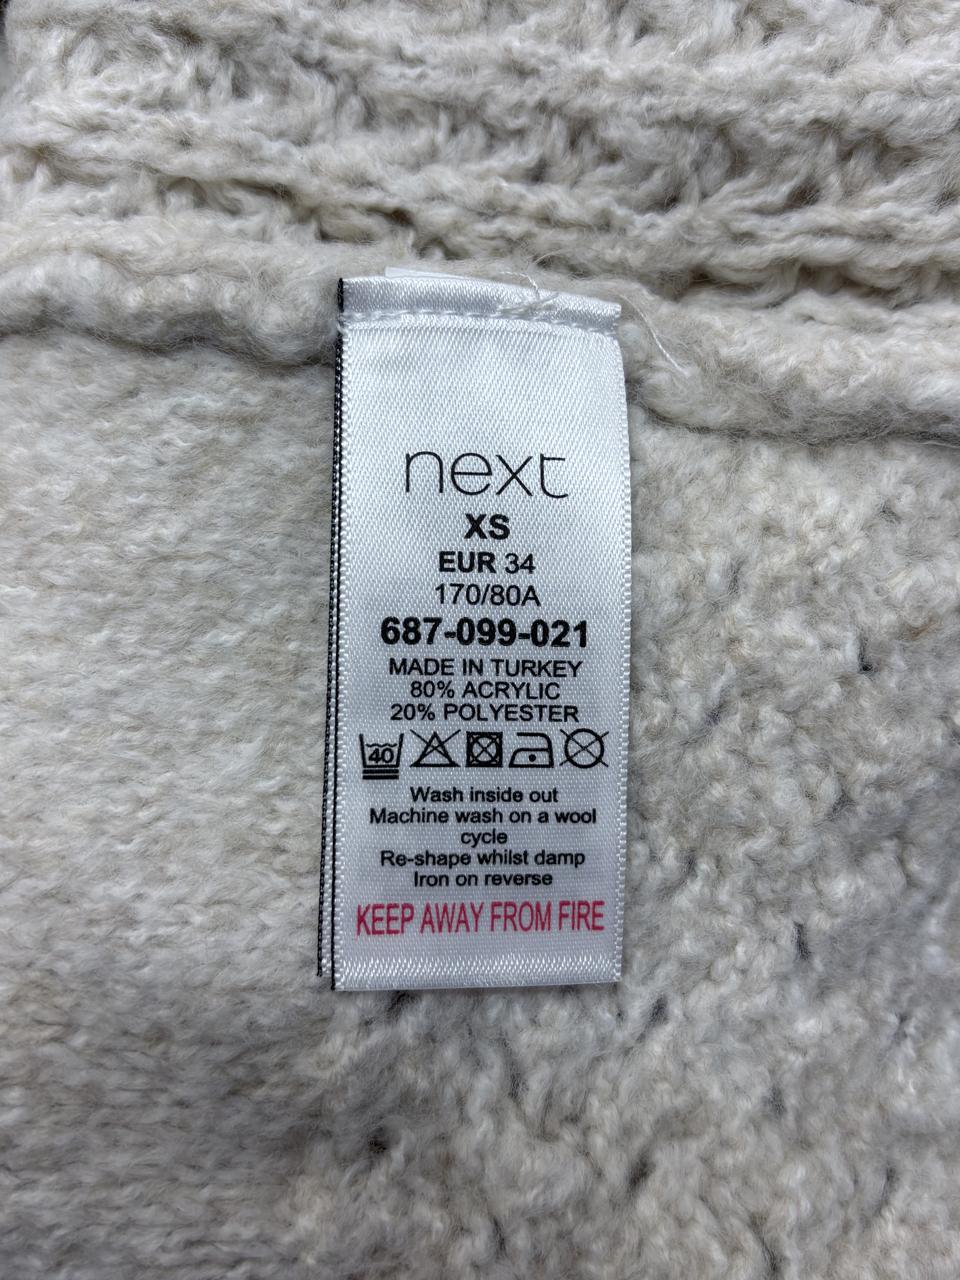 next
XS
EUR 34
170/80A
687-099-021
MADE IN TURKEY
80% ACRYLIC
20% POLYESTER
40
Wash inside out
Machine wash on a wool
cycle
Re-shape whilst damp
Iron on reverse
KEEP AWAY FROM FIRE